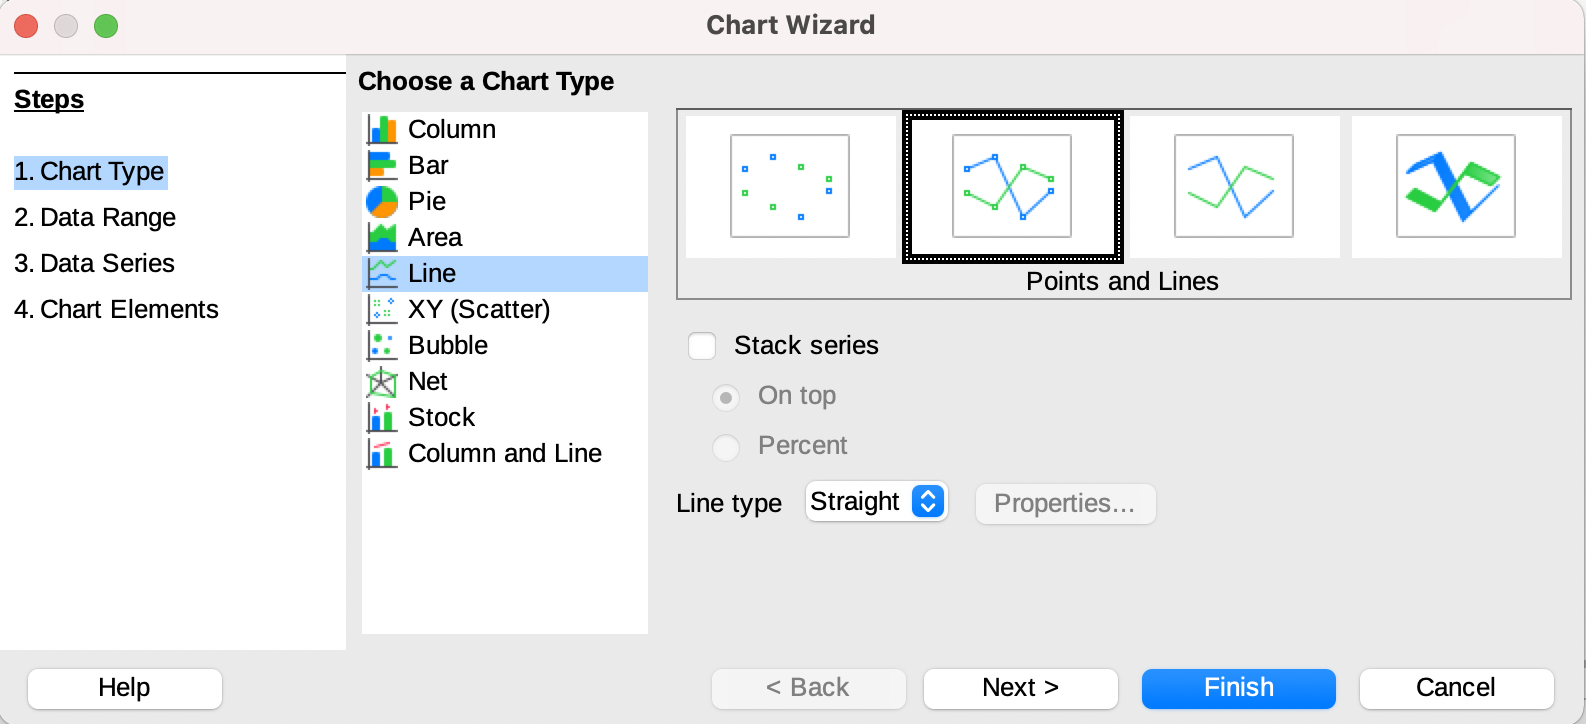 Chart Wizard
Steps
1. Chart Type
2. Data Range
3. Data Series
4. Chart Elements
Choose a Chart Type
Column
Bar
Pie
Area
Line
XY (Scatter)
Bubble
Net
Stock
Column and Line
Points and Lines
Stack series
On top
Percent
Line type Straight Properties...
Help < Back Next > Finish Cancel